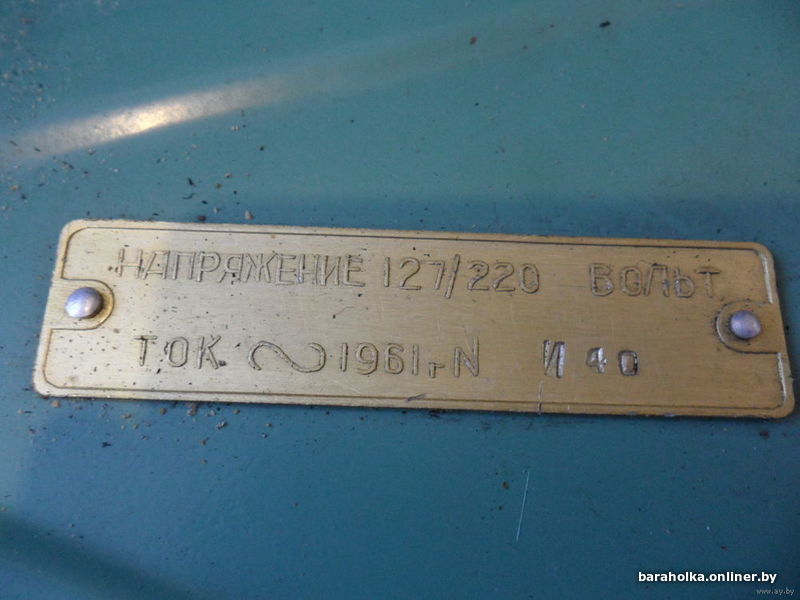 НАПРЯЖЕНИЕ 127/220 ВОЛЬТ
ТОК ~ 1961г N И 40
baraholka.onliner.by
www.ay.by